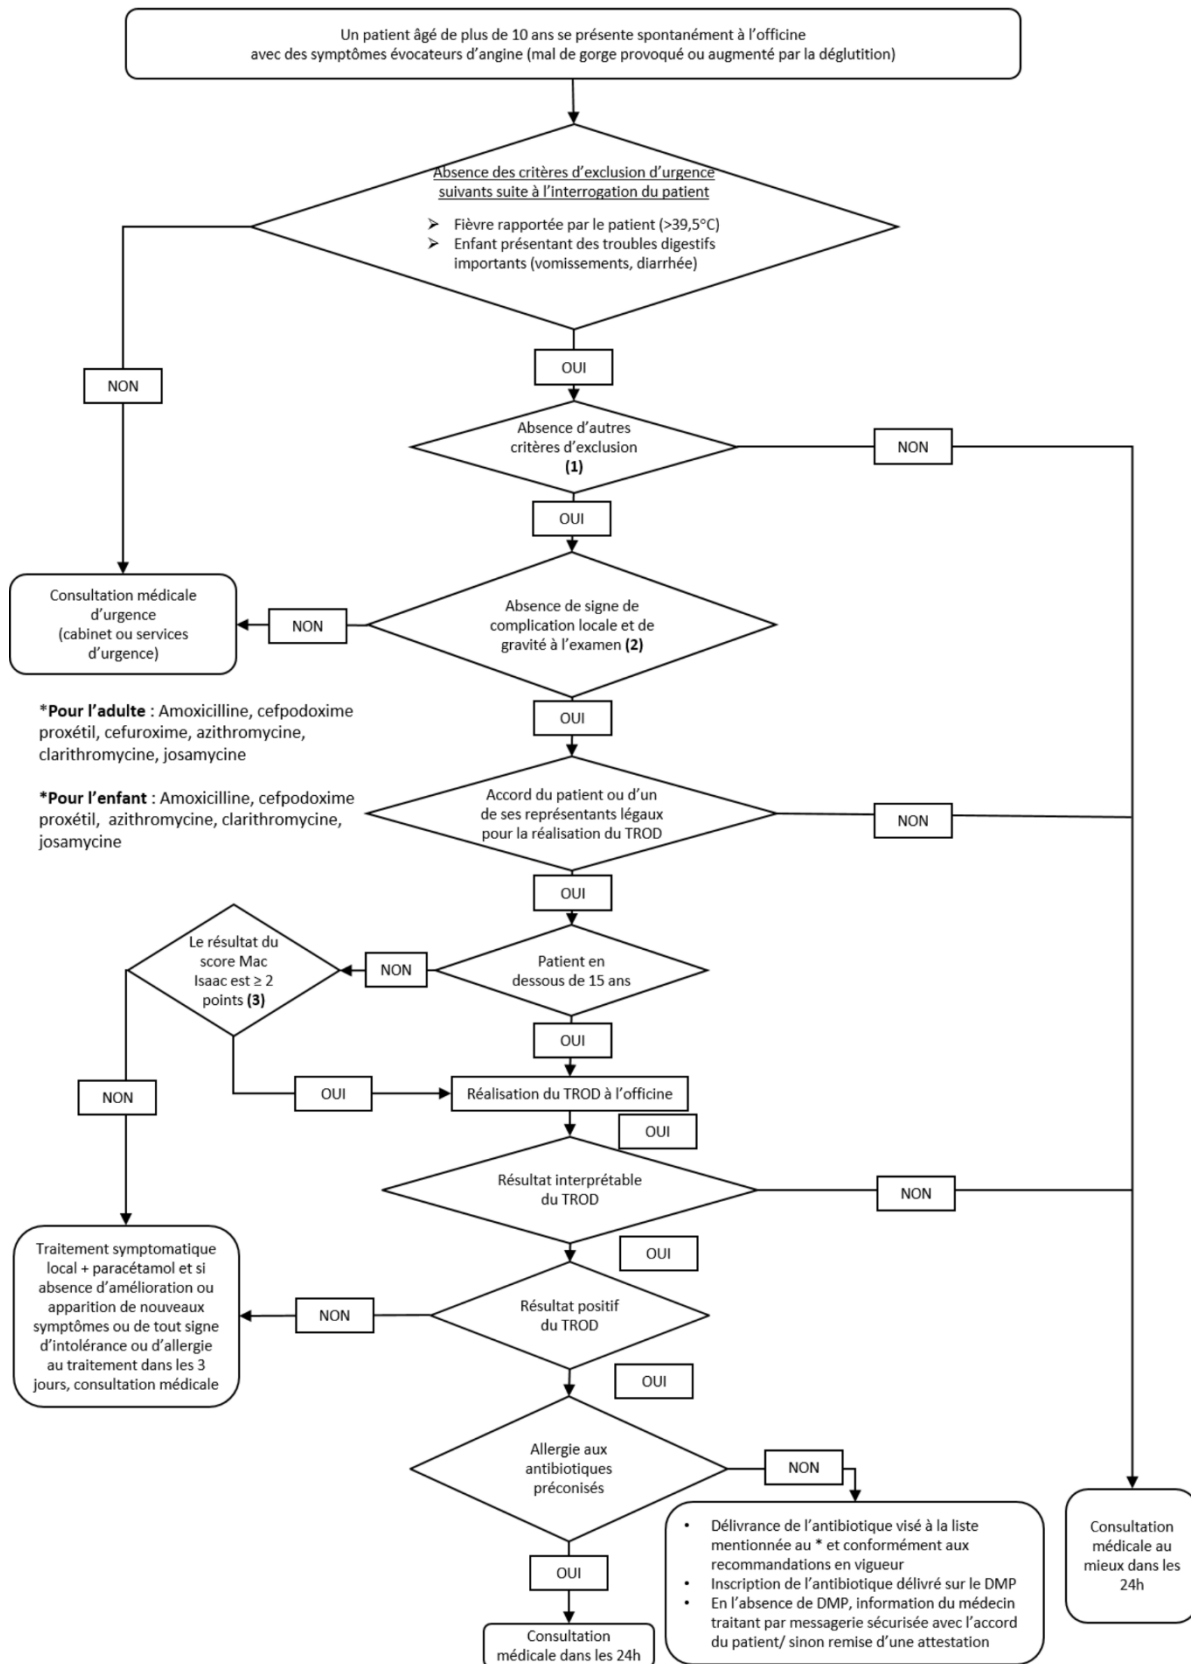 Un patient âgé de plus de 10 ans se présente spontanément à l'officine
avec des symptômes évocateurs d'angine (mal de gorge provoqué ou augmenté par la déglutition)
Absence des critères d'exclusion d'urgence
suivants suite à l'interrogation du patient
➢ Fièvre rapportée par le patient (>39,5°C)
➢ Enfant présentant des troubles digestifs
importants (vomissements, diarrhée)
NON
OUI
Absence d'autres
critères d'exclusion
(1)
NON
OUI
Absence de signe de
complication locale et de
gravité à l'examen (2)
NON
Consultation médicale
d'urgence
(cabinet ou services
d'urgence)
OUI
*Pour l'adulte : Amoxicilline, cefpodoxime
proxétil, cefuroxime, azithromycine,
clarithromycine, josamycine
*Pour l'enfant : Amoxicilline, cefpodoxime
proxétil, azithromycine, clarithromycine,
josamycine
Accord du patient ou d'un
de ses représentants légaux
pour la réalisation du TROD
NON
OUI
Patient en
dessous de 15 ans
NON
Le résultat du
score Mac
Isaac est ≥ 2
points (3)
OUI
NON
OUI
Réalisation du TROD à l'officine
OUI
Résultat interprétable
du TROD
NON
OUI
Résultat positif
du TROD
NON
Traitement symptomatique
local + paracétamol et si
absence d'amélioration ou
apparition de nouveaux
symptômes ou de tout signe
d'intolérance ou d'allergie
au traitement dans les 3
jours, consultation médicale
OUI
Allergie aux
antibiotiques
préconisés
NON
OUI
• Délivrance de l'antibiotique visé à la liste
mentionnée au * et conformément aux
recommandations en vigueur
• Inscription de l'antibiotique délivré sur le DMP
• En l'absence de DMP, information du médecin
traitant par messagerie sécurisée avec l'accord
du patient/ sinon remise d'une attestation
Consultation
médicale au
mieux dans les
24h
Consultation
médicale dans les 24h